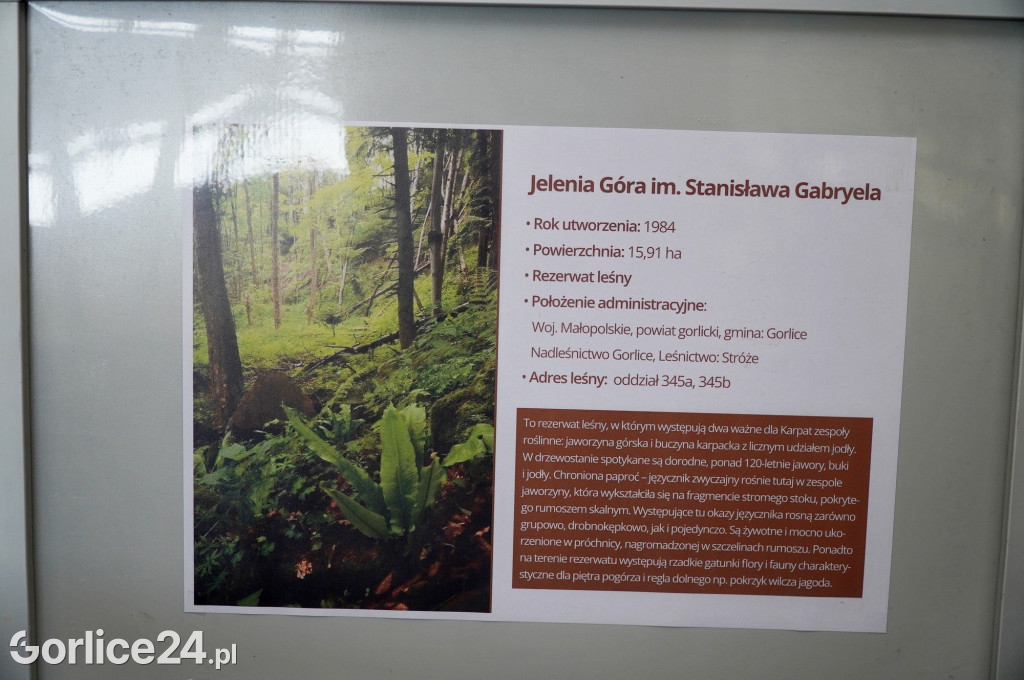 Jelenia Góra im. Stanisława Gabryela
• Rok utworzenia: 1984
• Powierzchnia: 15,91 ha
• Rezerwat leśny
• Położenie administracyjne:
Woj. Małopolskie, powiat gorlicki, gmina: Gorlice
Nadleśnictwo Gorlice, Leśnictwo: Stróże
• Adres leśny: oddział 345a, 345b
To rezerwat leśny, w którym występują dwa ważne dla Karpat zespoły
roślinne: jaworzyna górska i buczyna karpacka z licznym udziałem jodły.
W drzewostanie spotykane są dorodne, ponad 120-letnie jawory, buki
i jodły. Chroniona paproć – języcznik zwyczajny rośnie tutaj w zespole
jaworzyny, która wykształciła się na fragmencie stromego stoku, pokryte-
go rumoszem skalnym. Występujące tu okazy języcznika rosną zarówno
grupowo, drobnokępkowo, jak i pojedynczo. Są żywotne i mocno uko-
rzenione w próchnicy, nagromadzonej w szczelinach rumoszu. Ponadto
na terenie rezerwatu występują rzadkie gatunki flory i fauny charaktery-
styczne dla piętra pogórza i regla dolnego np. pokrzyk wilcza jagoda.
Gorlice24.pl